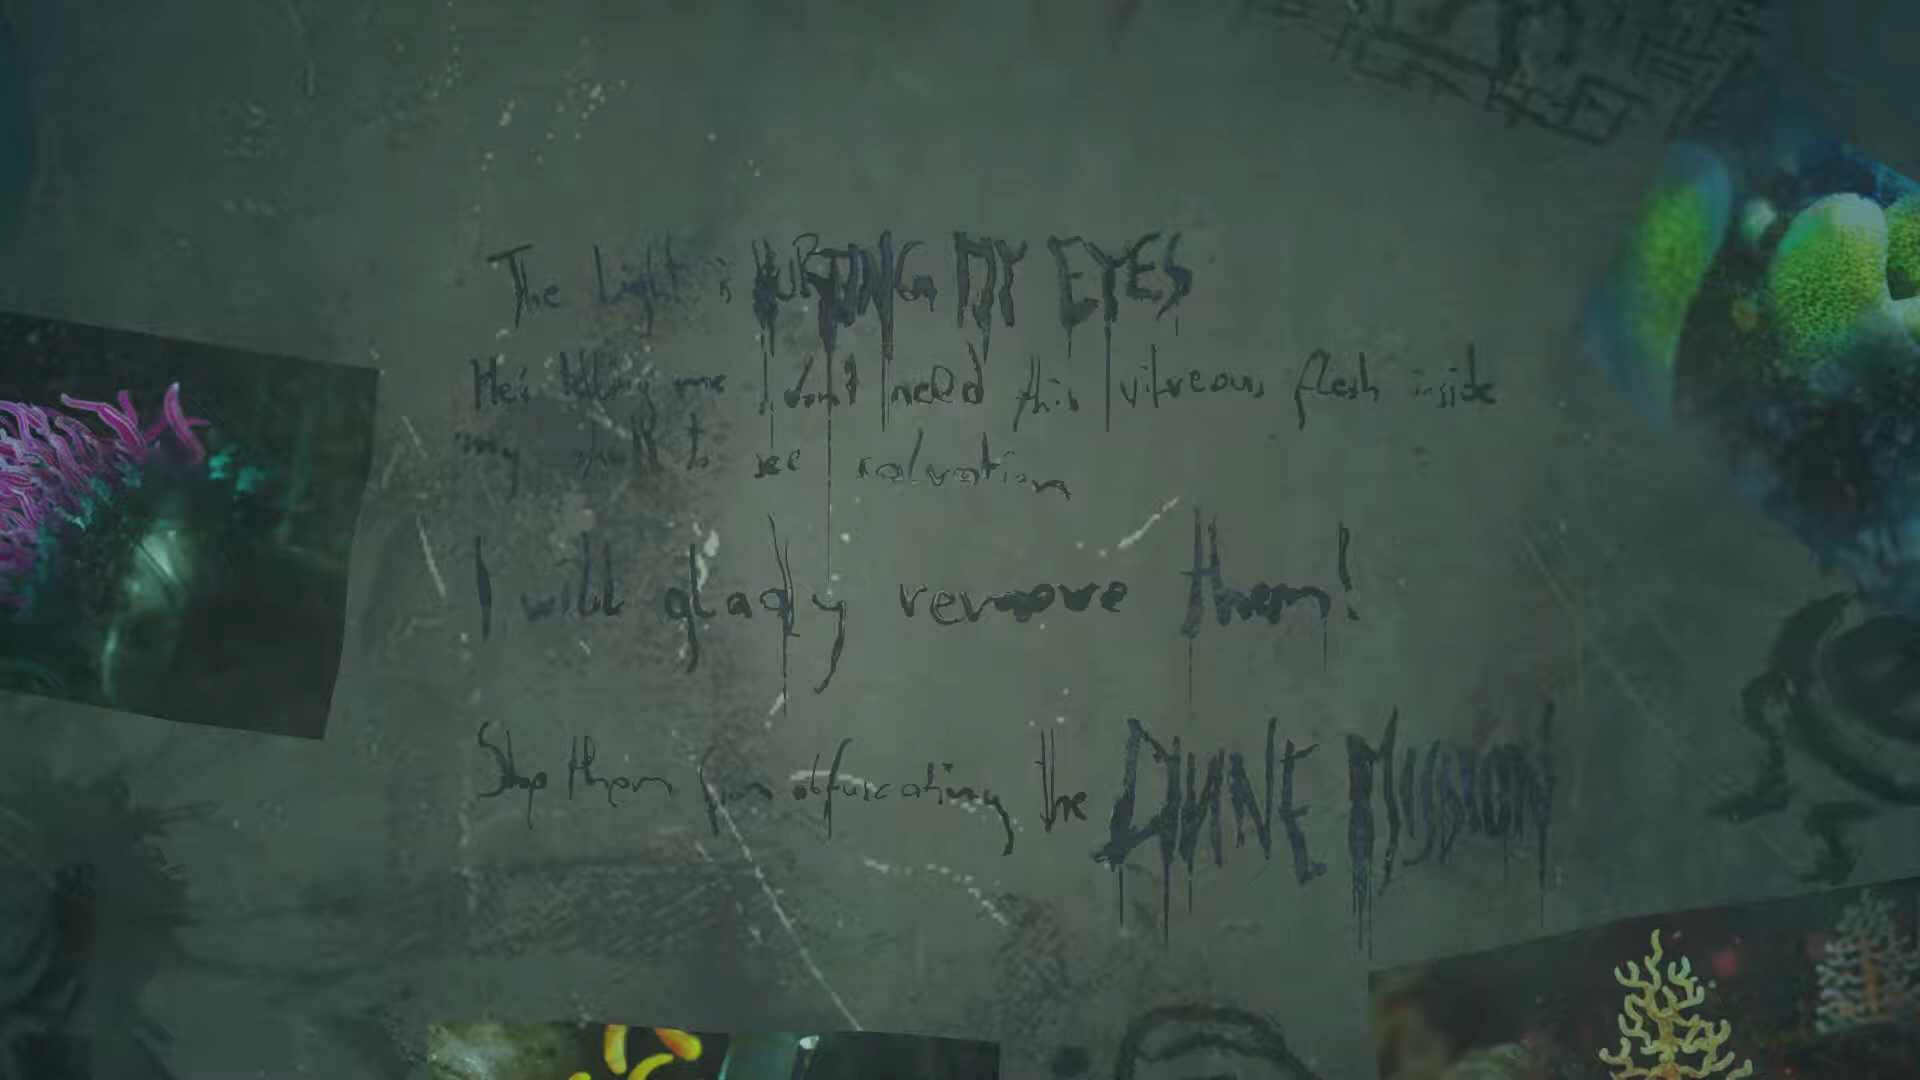 The Light is HURTING MY EYES
He's telling me I don't need this vitreous flesh inside
my skull to see salvation
I will gladly remove them!
Stop them from obfuscating the DIVINE MISSION